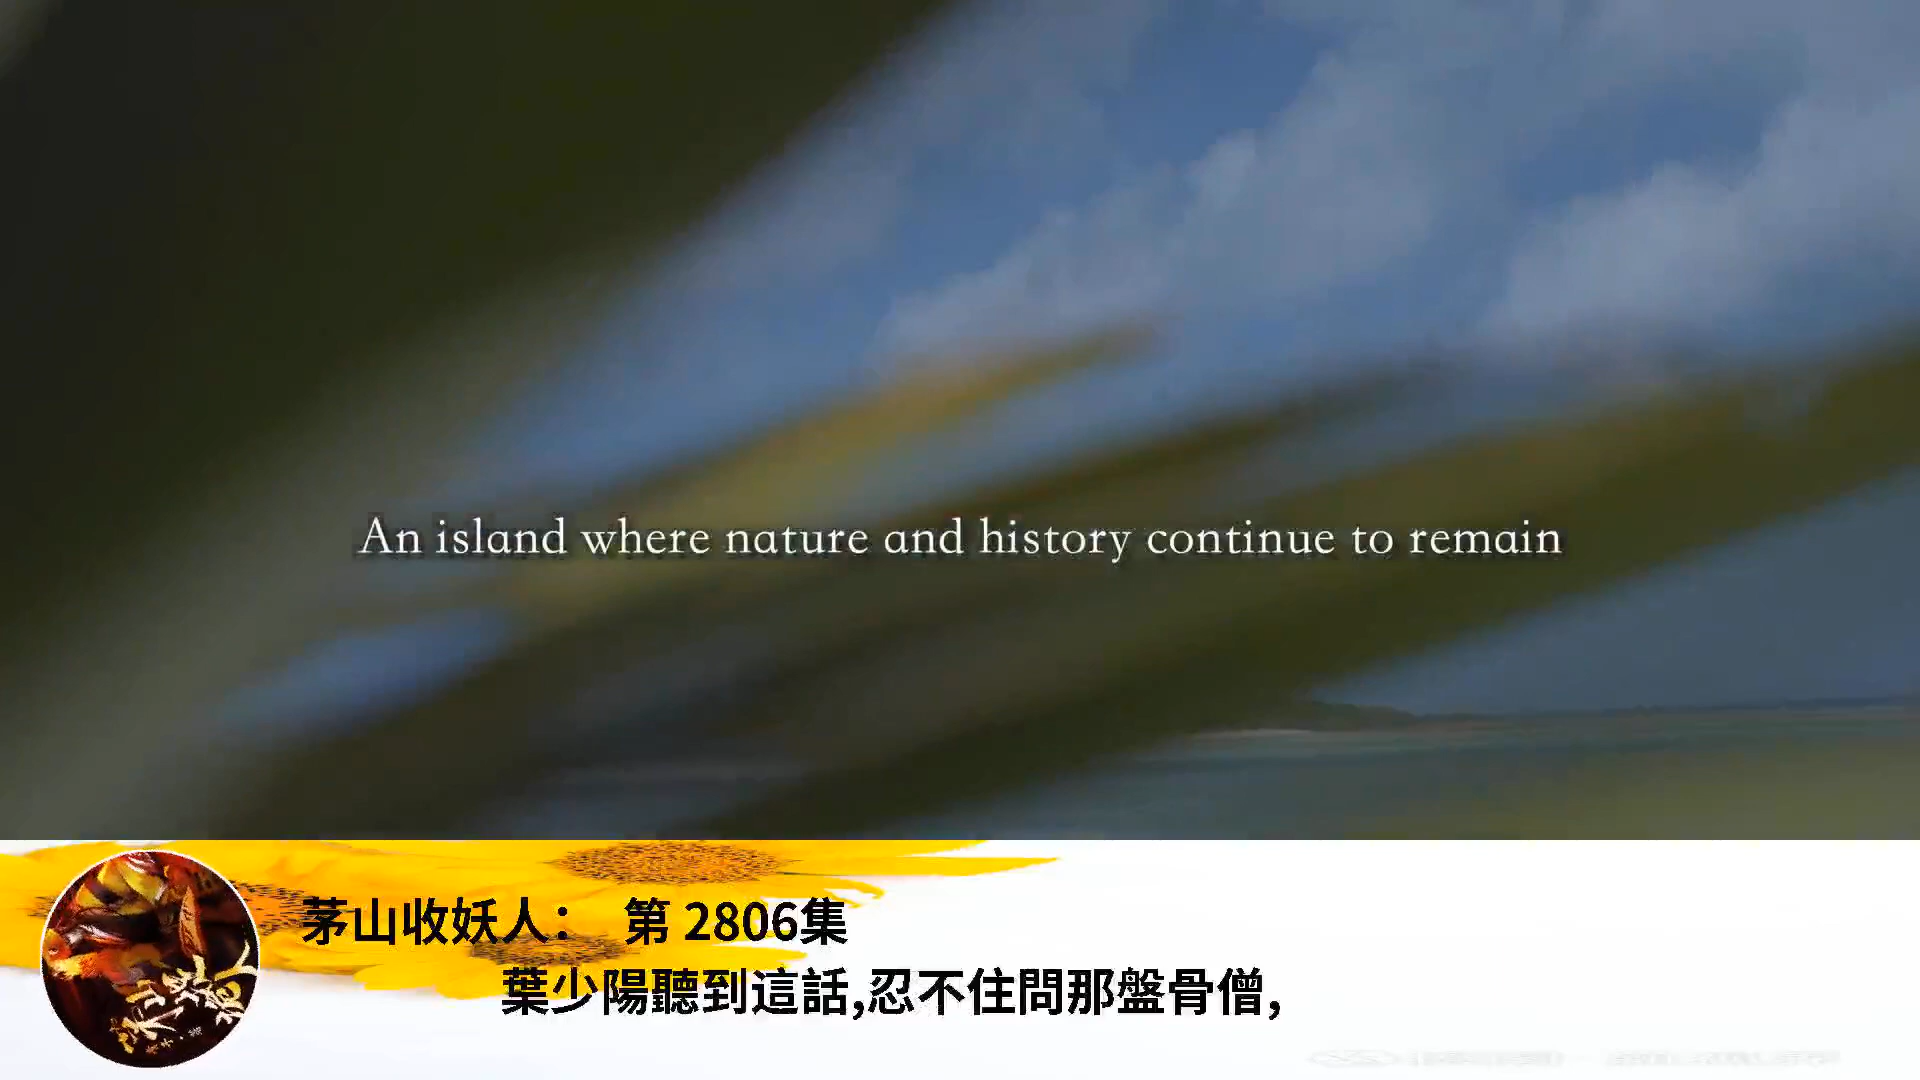 An island where nature and history continue to remain
茅山收妖人： 第 2806集
葉少陽聽到這話,忍不住問那盤骨僧,